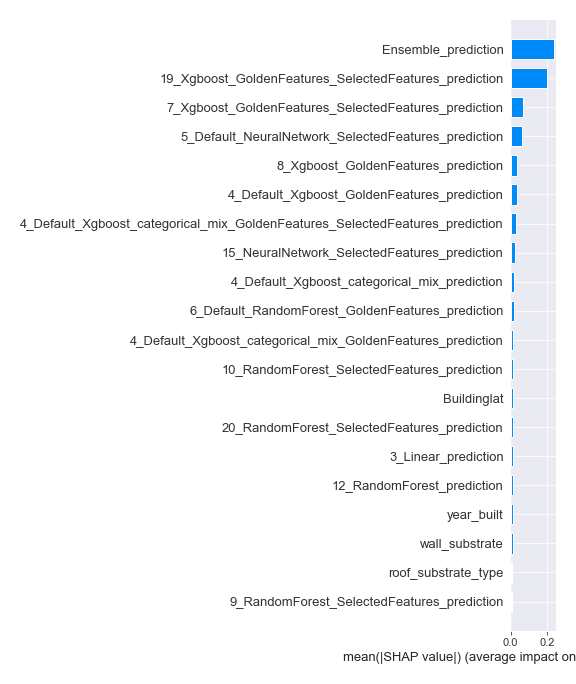 Ensemble_prediction
19_Xgboost_GoldenFeatures_SelectedFeatures_prediction
7_Xgboost_GoldenFeatures_SelectedFeatures_prediction
5_Default_NeuralNetwork_SelectedFeatures_prediction
8_Xgboost_GoldenFeatures_prediction
4_Default_Xgboost_GoldenFeatures_prediction
4_Default_Xgboost_categorical_mix_GoldenFeatures_SelectedFeatures_prediction
15_NeuralNetwork_SelectedFeatures_prediction
4_Default_Xgboost_categorical_mix_prediction
6_Default_RandomForest_GoldenFeatures_prediction
4_Default_Xgboost_categorical_mix_GoldenFeatures_prediction
10_RandomForest_SelectedFeatures_prediction
Buildinglat
20_RandomForest_SelectedFeatures_prediction
3_Linear_prediction
12_RandomForest_prediction
year_built
wall_substrate
roof_substrate_type
9_RandomForest_SelectedFeatures_prediction
0.0 0.2
mean(|SHAP value|) (average impact on